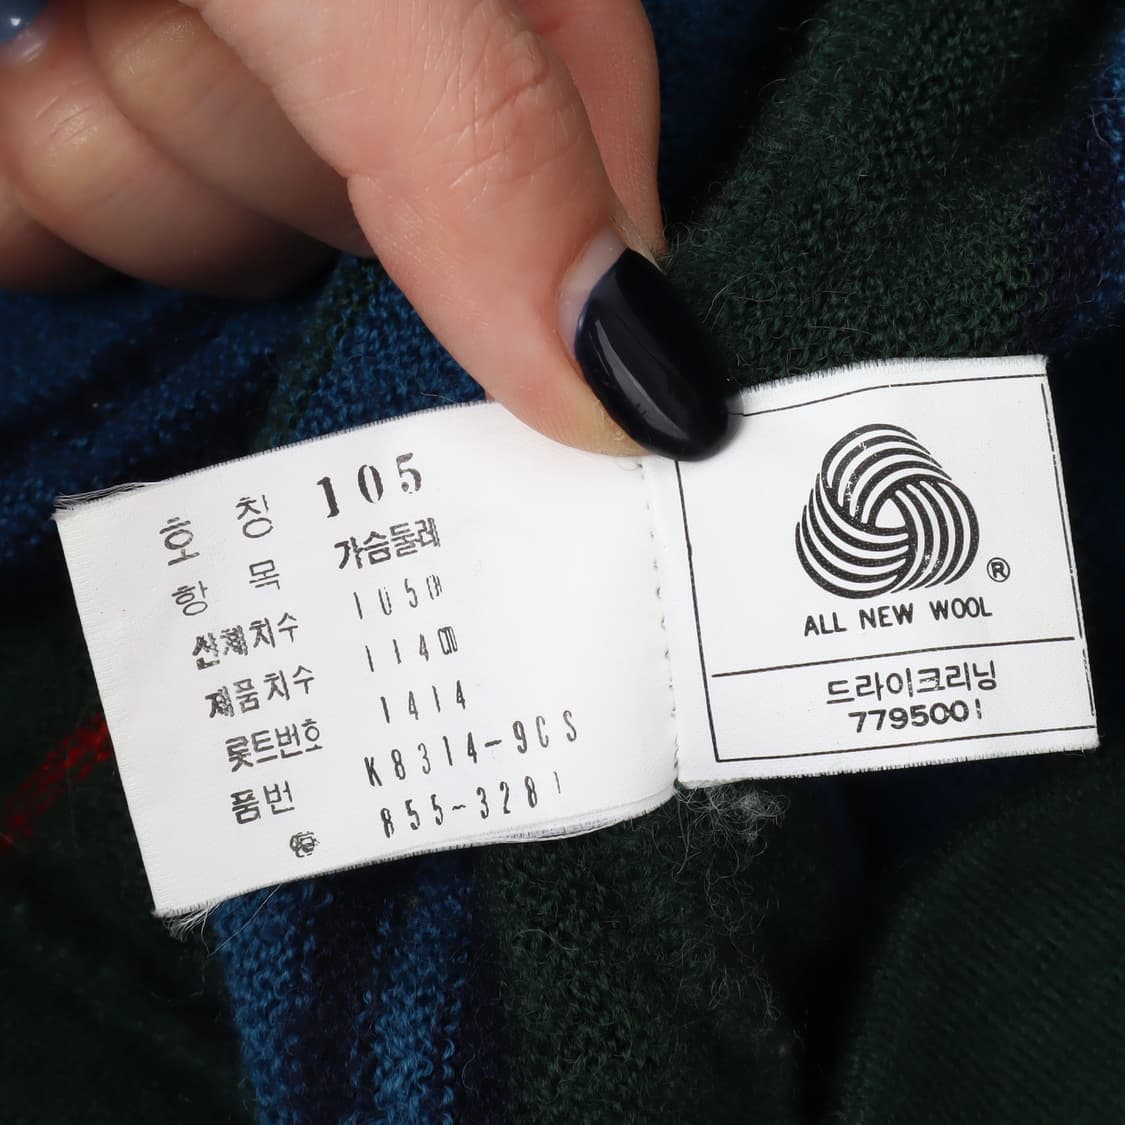 호 칭 105
항 목 가슴둘레
신체치수 105㎝
제품치수 114㎝
롯트번호 1414
품번 K8314-9CS
855-3281
®
ALL NEW WOOL
드라이크리닝
7795001